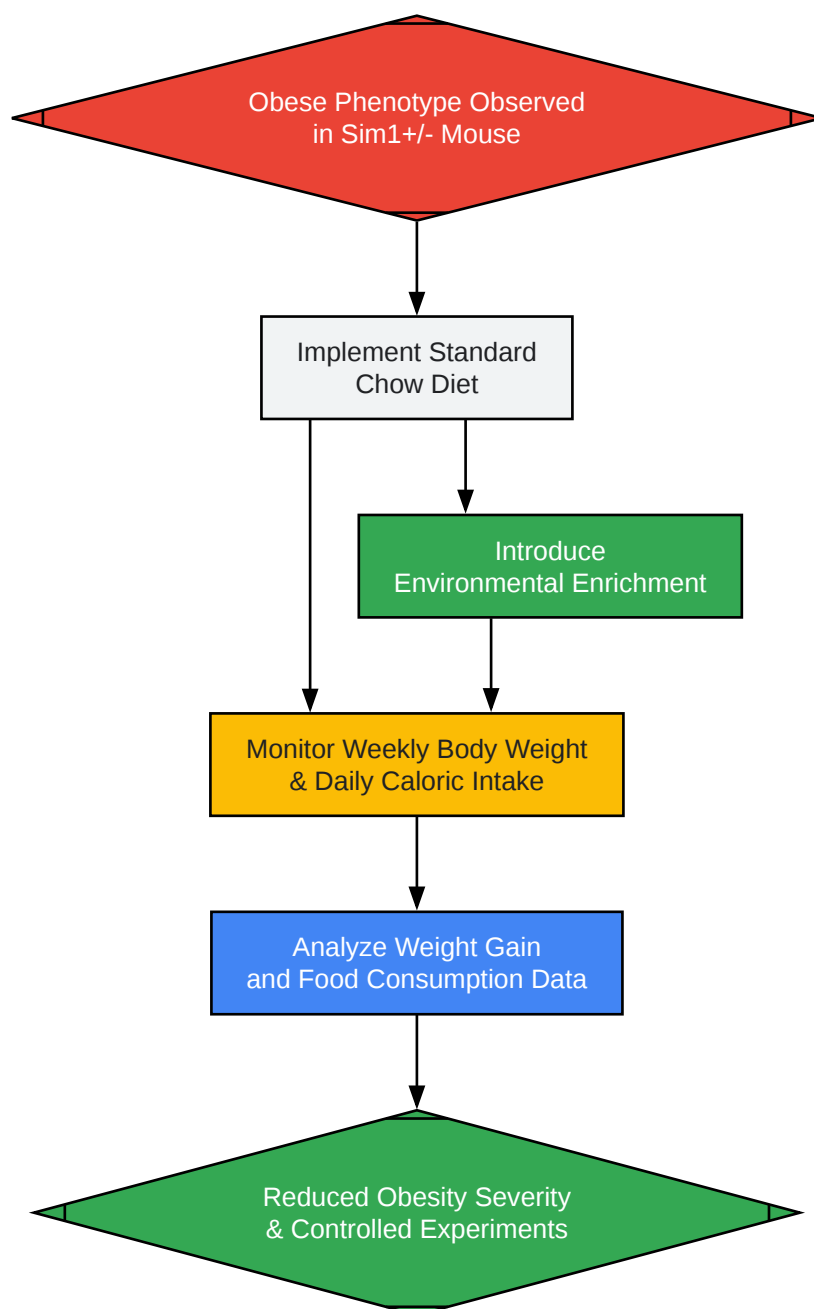 Obese Phenotype Observed
in Sim1+/- Mouse
Implement Standard
Chow Diet
Introduce
Environmental Enrichment
Monitor Weekly Body Weight
& Daily Caloric Intake
Analyze Weight Gain
and Food Consumption Data
Reduced Obesity Severity
& Controlled Experiments